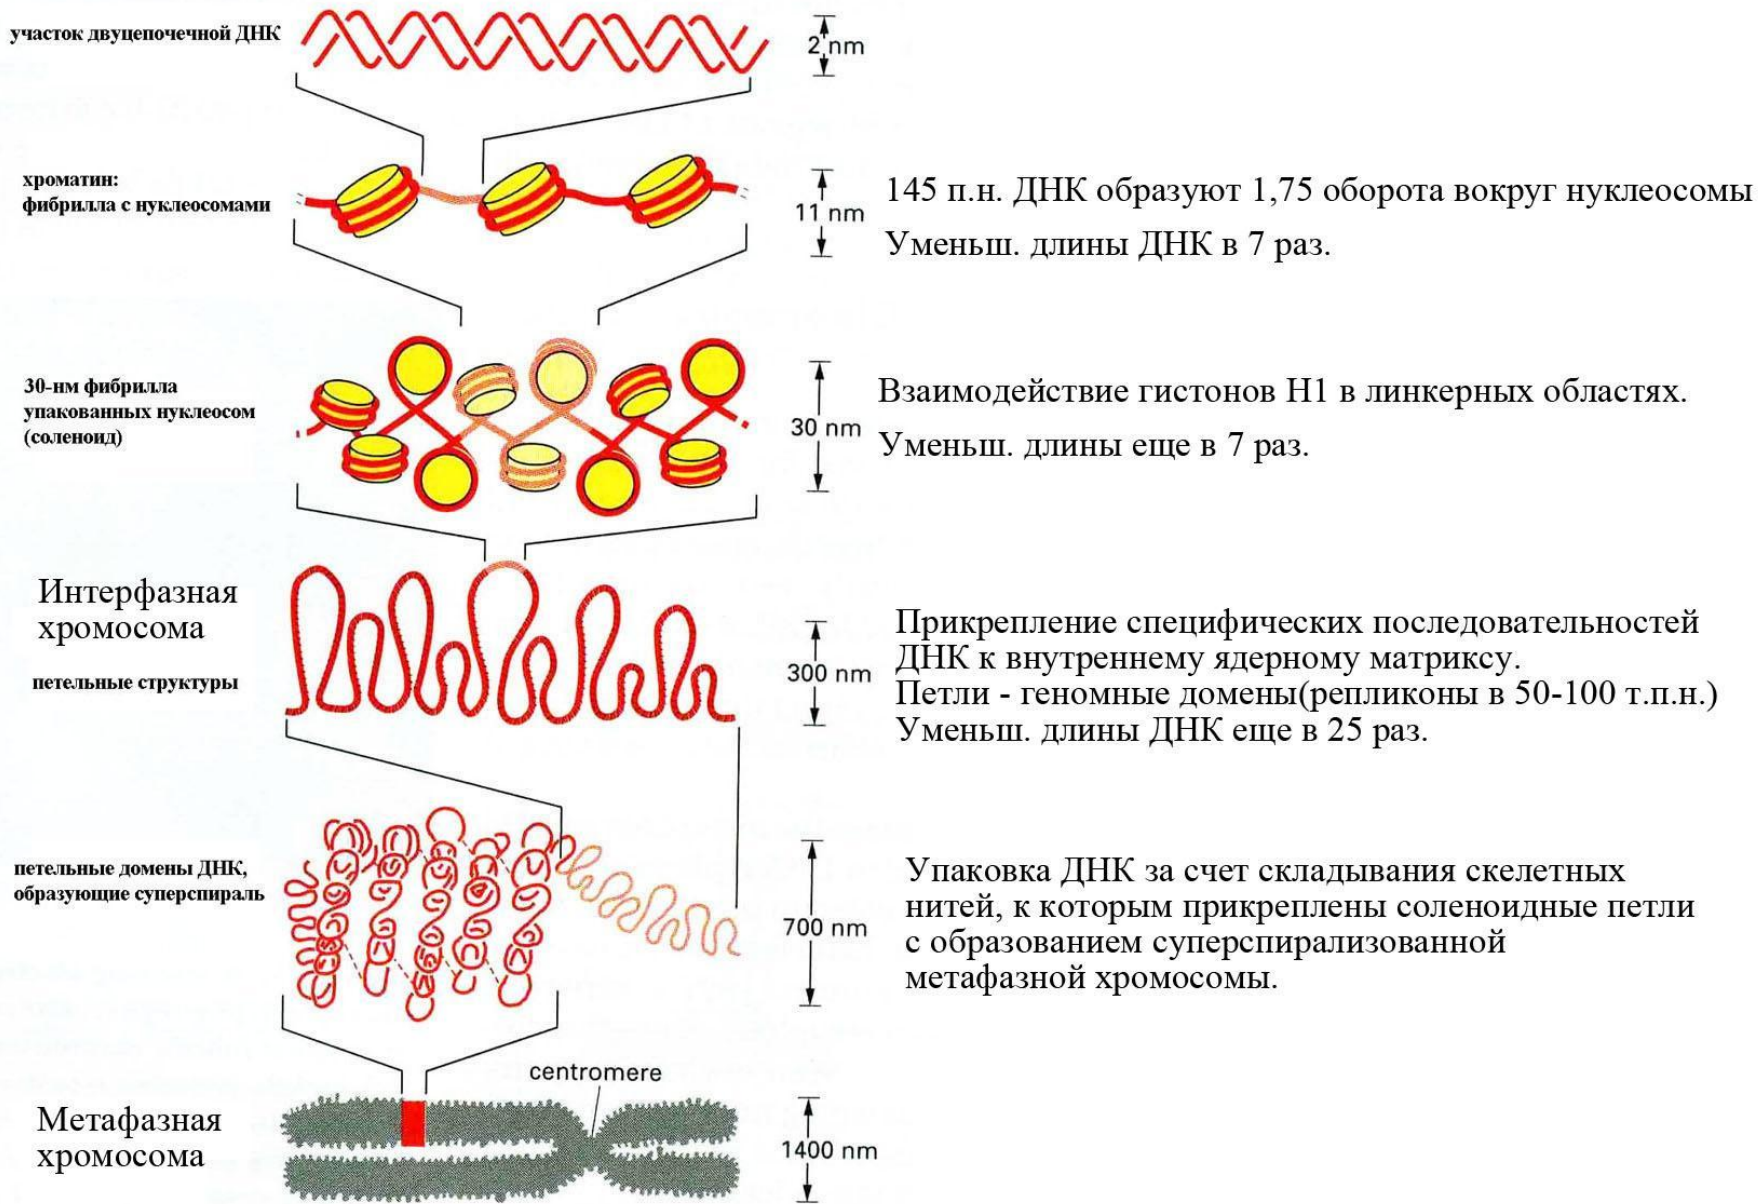 участок двуцепочечной ДНК
2 nm
хроматин:
фибрилла с нуклеосомами
11 nm
145 п.н. ДНК образуют 1,75 оборота вокруг нуклеосомы
Уменьш. длины ДНК в 7 раз.
30-нм фибрилла
упакованных нуклеосом
(соленоид)
30 nm
Взаимодействие гистонов Н1 в линкерных областях.
Уменьш. длины еще в 7 раз.
Интерфазная
хромосома
петельные структуры
300 nm
Прикрепление специфических последовательностей
ДНК к внутреннему ядерному матриксу.
Петли - геномные домены(репликоны в 50-100 т.п.н.)
Уменьш. длины ДНК еще в 25 раз.
петельные домены ДНК,
образующие суперспираль
700 nm
Упаковка ДНК за счет складывания скелетных
нитей, к которым прикреплены соленоидные петли
с образованием суперспирализованной
метафазной хромосомы.
centromere
Метафазная
хромосома
1400 nm